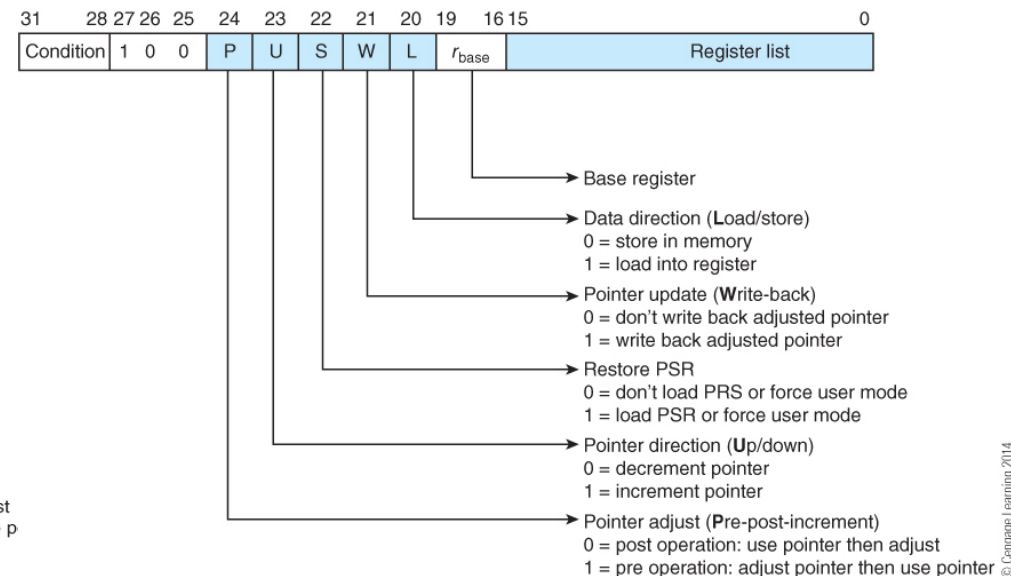 31 28 27 26 25 24 23 22 21 20 19 16 15 0
Condition 1 0 0 P U S W L rbase Register list
Base register
Data direction (Load/store)
0 = store in memory
1 = load into register
Pointer update (Write-back)
0 = don't write back adjusted pointer
1 = write back adjusted pointer
Restore PSR
0 = don't load PRS or force user mode
1 = load PSR or force user mode
Pointer direction (Up/down)
0 = decrement pointer
1 = increment pointer
Pointer adjust (Pre-post-increment)
0 = post operation: use pointer then adjust
1 = pre operation: adjust pointer then use pointer
st
p
© Cengage Learning 2014